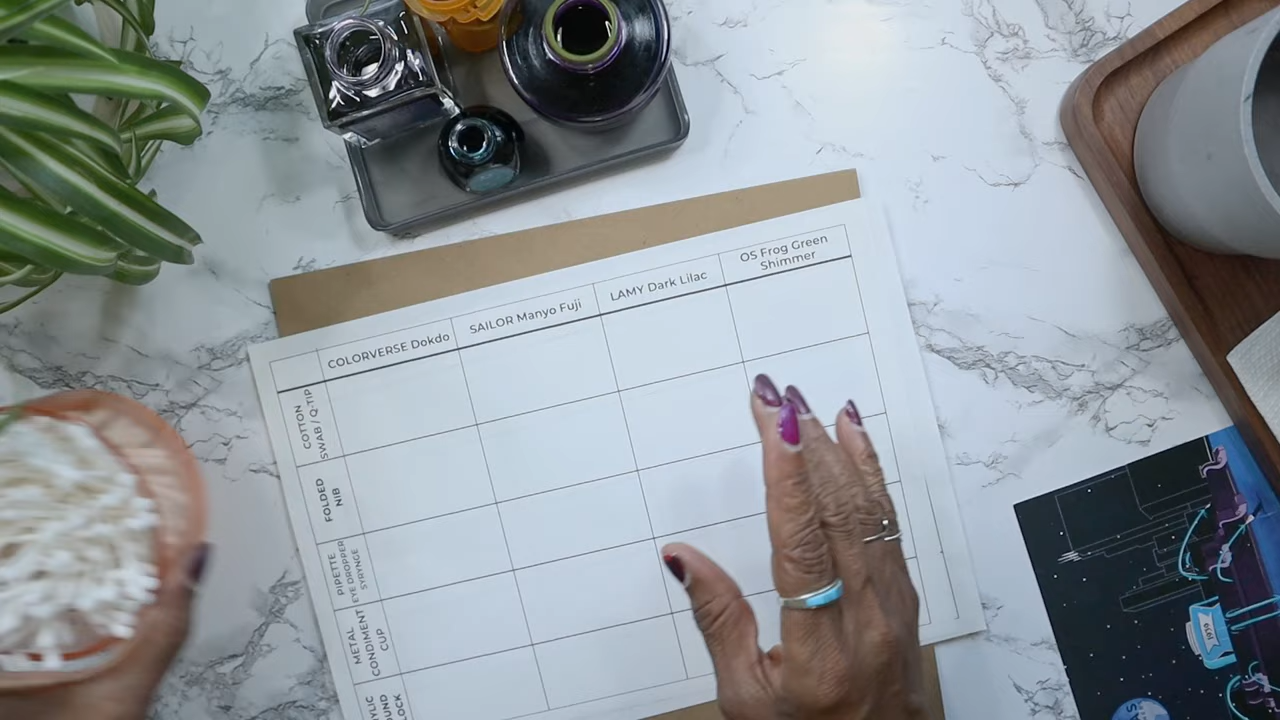 COLORVERSE Dokdo
SAILOR Manyo Fuji
LAMY Dark Lilac
OS Frog Green
Shimmer
COTTON
SWAB / Q-TIP
FOLDED
NIB
PIPETTE
EYE DROPPER
SYRYNGE
METAL
CONDIMENT
CUP